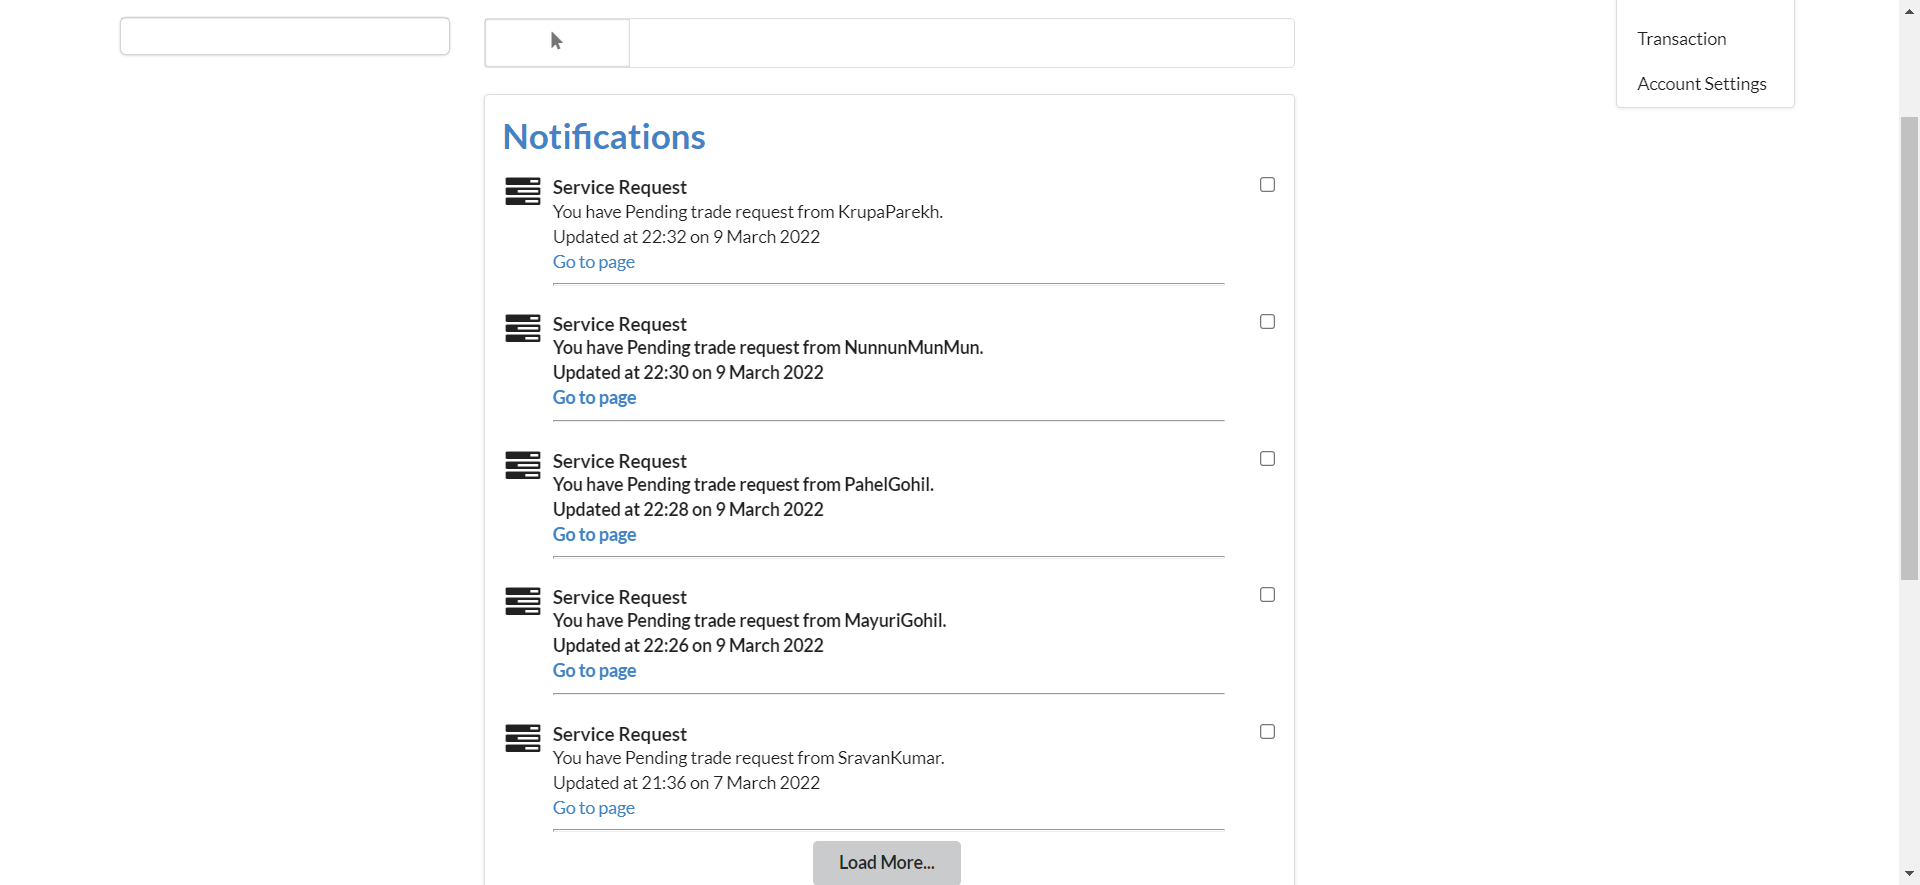 Transaction
Account Settings
Notifications
Service Request
You have Pending trade request from KrupaParekh.
Updated at 22:32 on 9 March 2022
Go to page
Service Request
You have Pending trade request from NunnunMunMun.
Updated at 22:30 on 9 March 2022
Go to page
Service Request
You have Pending trade request from PahelGohil.
Updated at 22:28 on 9 March 2022
Go to page
Service Request
You have Pending trade request from MayuriGohil.
Updated at 22:26 on 9 March 2022
Go to page
Service Request
You have Pending trade request from SravanKumar.
Updated at 21:36 on 7 March 2022
Go to page
Load More...